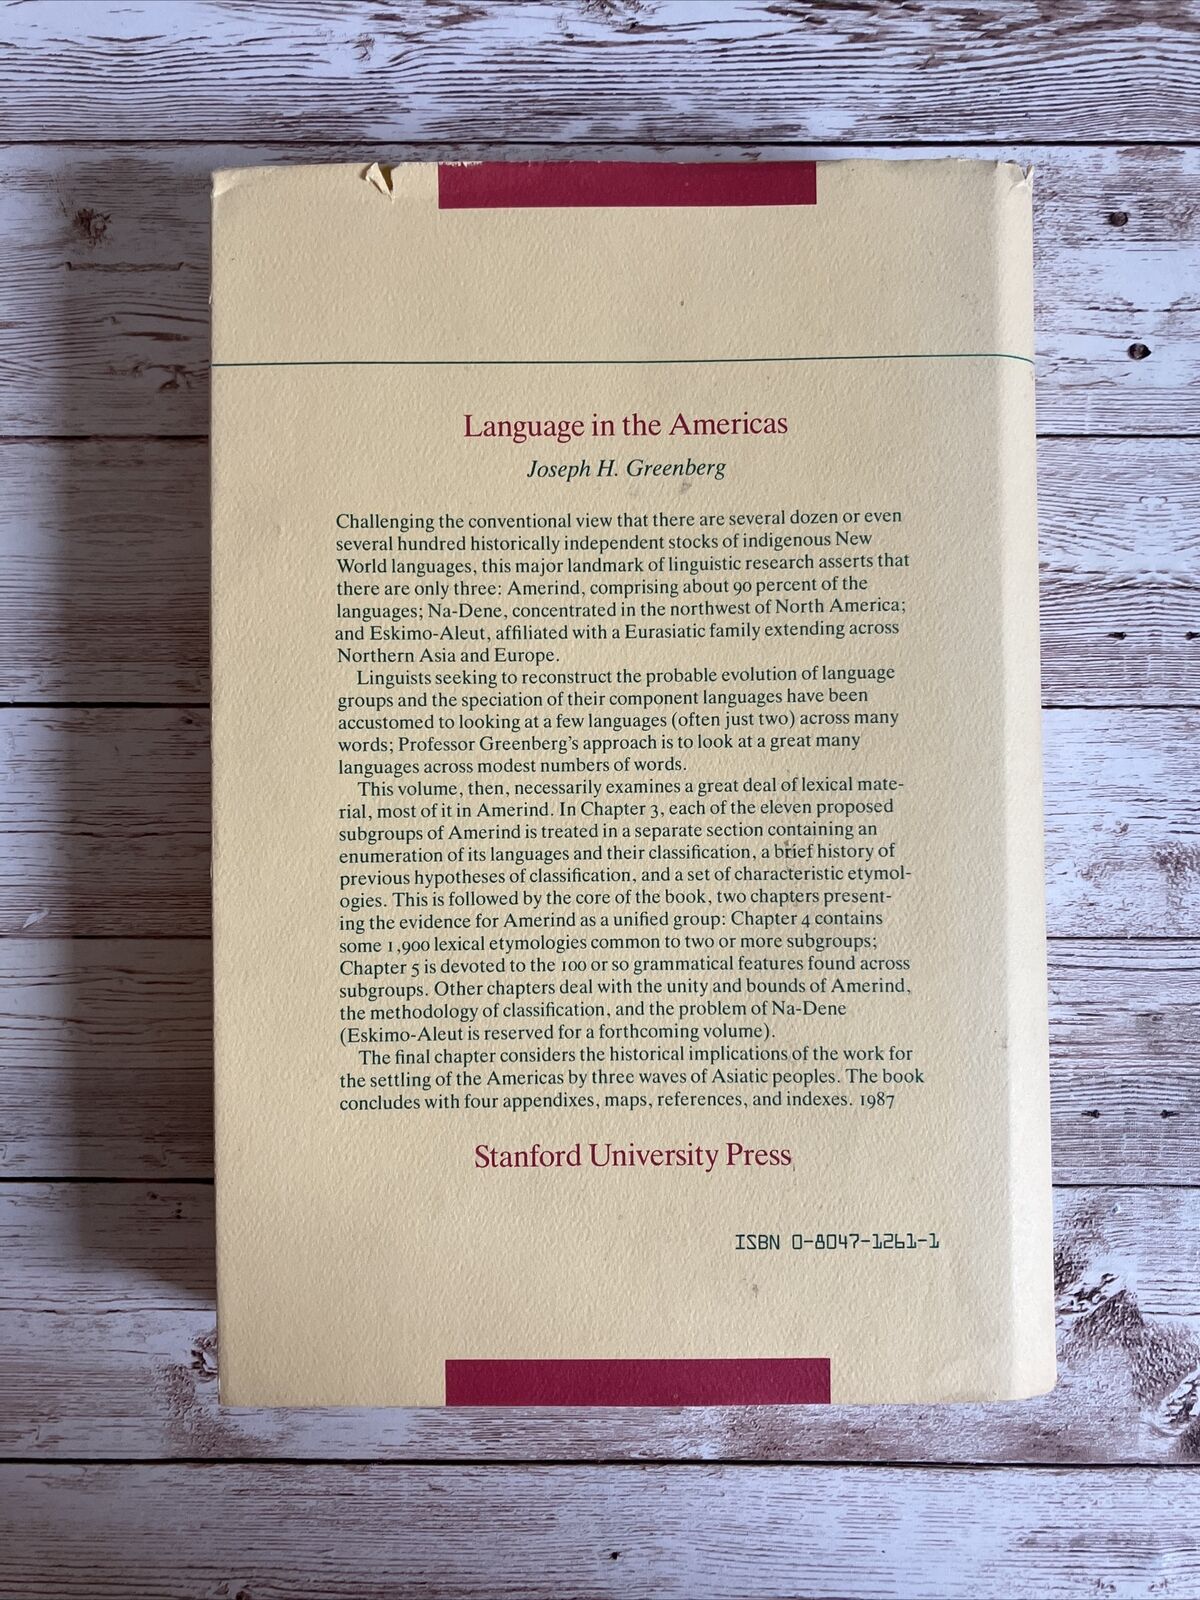 Language in the Americas
Joseph H. Greenberg
Challenging the conventional view that there are several dozen or even
several hundred historically independent stocks of indigenous New
World languages, this major landmark of linguistic research asserts that
there are only three: Amerind, comprising about 90 percent of the
languages; Na-Dene, concentrated in the northwest of North America;
and Eskimo-Aleut, affiliated with a Eurasiatic family extending across
Northern Asia and Europe.
Linguists seeking to reconstruct the probable evolution of language
groups and the speciation of their component languages have been
accustomed to looking at a few languages (often just two) across many
words; Professor Greenberg's approach is to look at a great many
languages across modest numbers of words.
This volume, then, necessarily examines a great deal of lexical mate-
rial, most of it in Amerind. In Chapter 3, each of the eleven proposed
subgroups of Amerind is treated in a separate section containing an
enumeration of its languages and their classification, a brief history of
previous hypotheses of classification, and a set of characteristic etymol-
ogies. This is followed by the core of the book, two chapters present-
ing the evidence for Amerind as a unified group: Chapter 4 contains
some 1,900 lexical etymologies common to two or more subgroups;
Chapter 5 is devoted to the 100 or so grammatical features found across
subgroups. Other chapters deal with the unity and bounds of Amerind,
the methodology of classification, and the problem of Na-Dene
(Eskimo-Aleut is reserved for a forthcoming volume).
The final chapter considers the historical implications of the work for
the settling of the Americas by three waves of Asiatic peoples. The book
concludes with four appendixes, maps, references, and indexes. 1987
Stanford University Press
ISBN 0-8047-1261-1